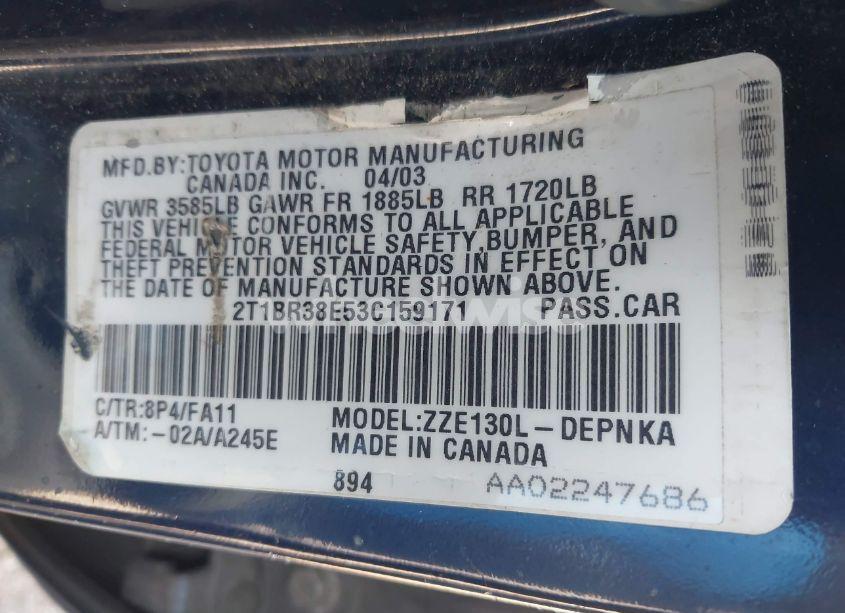 MFD.BY:TOYOTA MOTOR MANUFACTURING
CANADA INC. 04/03
GVWR 3585LB GAWR FR 1885LB RR 1720LB
THIS VEHICLE CONFORMS TO ALL APPLICABLE
FEDERAL MOTOR VEHICLE SAFETY,BUMPER, AND
THEFT PREVENTION STANDARDS IN EFFECT ON
THE DATE OF MANUFACTURE SHOWN ABOVE.
2T1BR38E53C159171 PASS.CAR
C/TR:8P4/FA11 MODEL:ZZE130L-DEPNKA
A/TM:-02A/A245E MADE IN CANADA
894 AA02247686